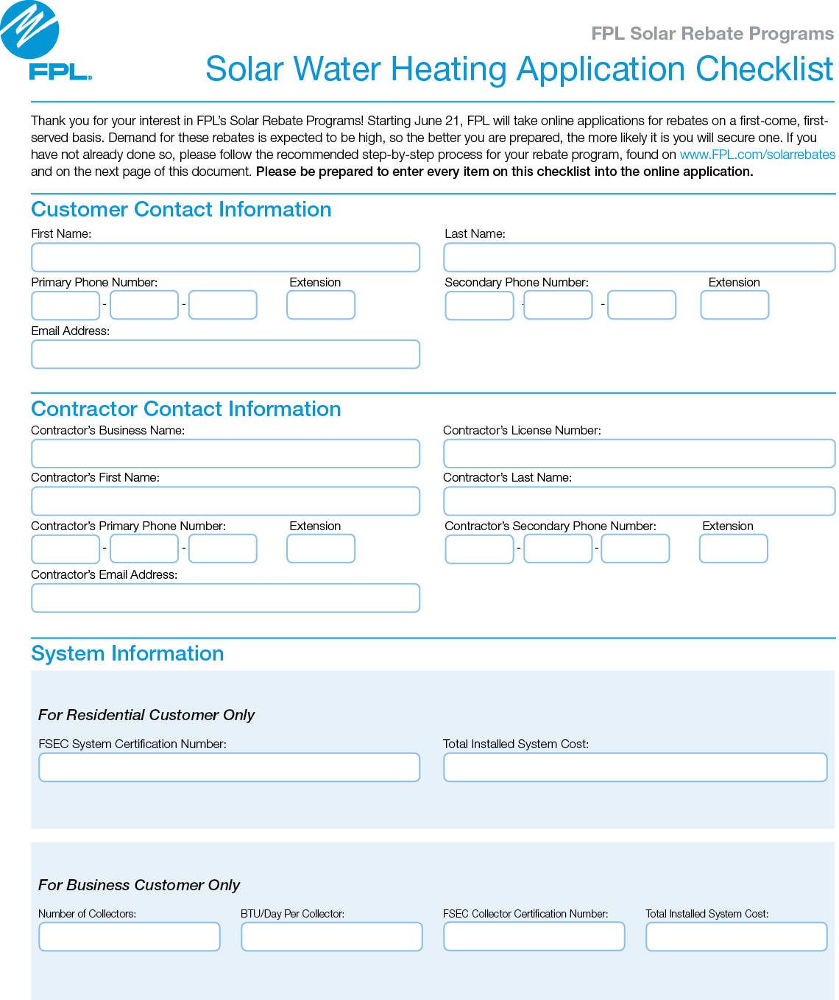 FPL Solar Rebate Programs
FPL®
Solar Water Heating Application Checklist
Thank you for your interest in FPL’s Solar Rebate Programs! Starting June 21, FPL will take online applications for rebates on a first-come, first-
served basis. Demand for these rebates is expected to be high, so the better you are prepared, the more likely it is you will secure one. If you
have not already done so, please follow the recommended step-by-step process for your rebate program, found on www.FPL.com/solarrebates
and on the next page of this document. Please be prepared to enter every item on this checklist into the online application.
Customer Contact Information
First Name: Last Name:
Primary Phone Number: Extension Secondary Phone Number: Extension
- - - -
Email Address:
Contractor Contact Information
Contractor’s Business Name: Contractor’s License Number:
Contractor’s First Name: Contractor’s Last Name:
Contractor’s Primary Phone Number: Extension Contractor’s Secondary Phone Number: Extension
- - - -
Contractor’s Email Address:
System Information
For Residential Customer Only
FSEC System Certification Number: Total Installed System Cost:
For Business Customer Only
Number of Collectors: BTU/Day Per Collector: FSEC Collector Certification Number: Total Installed System Cost: